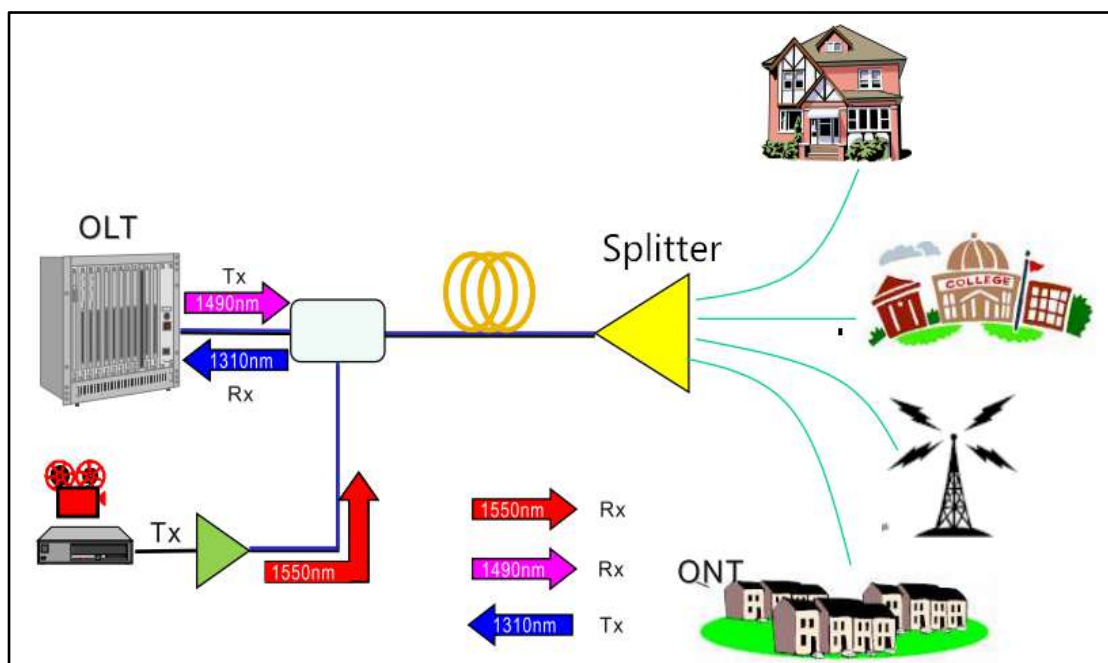 OLT
Tx
1490nm
1310nm
Rx
Splitter
COLLEGE
Tx
1550nm
1550nm Rx
1490nm Rx
1310nm Tx
ONT